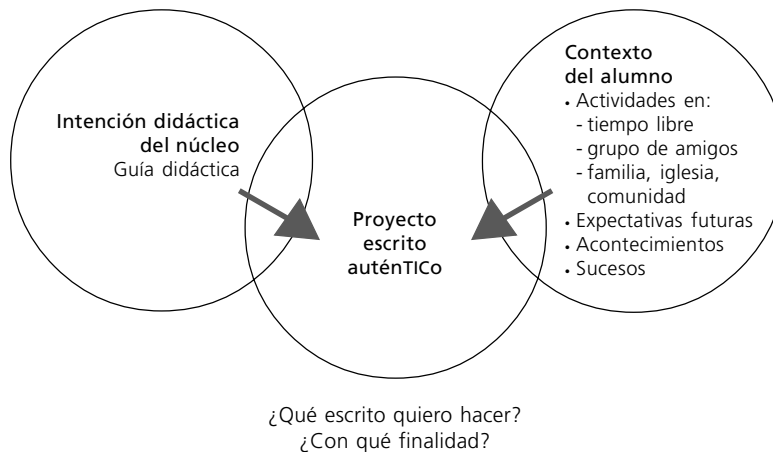 Intención didáctica
del núcleo
Guía didáctica
Proyecto
escrito
auténTICo
Contexto
del alumno
• Actividades en:
- tiempo libre
- grupo de amigos
- familia, iglesia,
comunidad
• Expectativas futuras
• Acontecimientos
• Sucesos
¿Qué escrito quiero hacer?
¿Con qué finalidad?